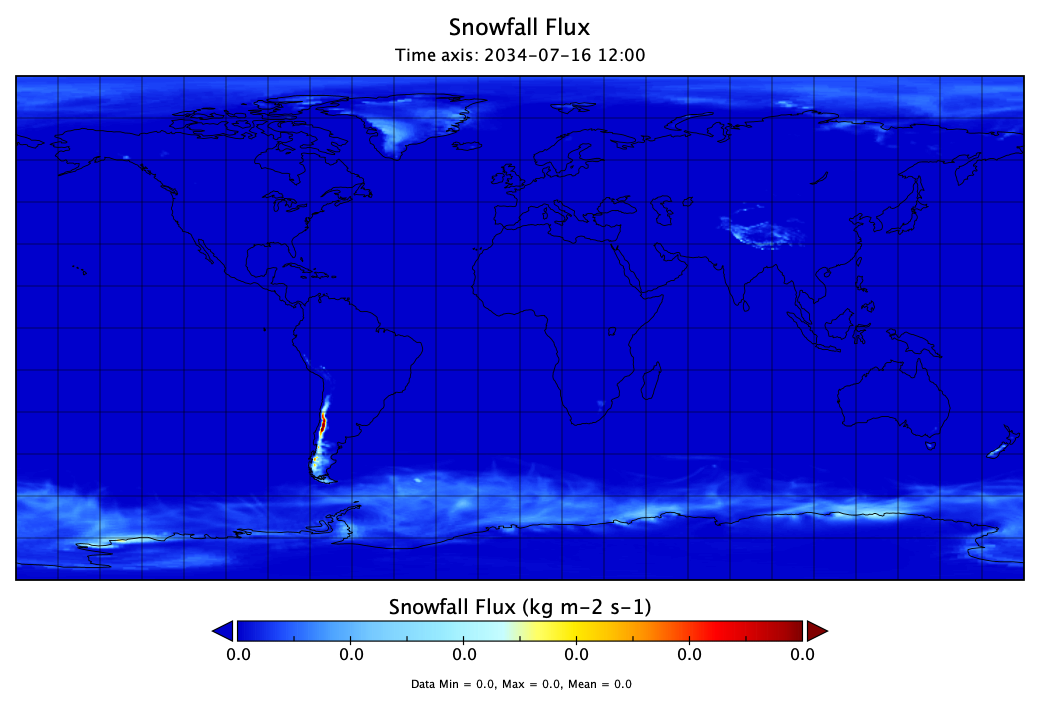 Snowfall Flux
Time axis: 2034-07-16 12:00
Snowfall Flux (kg m-2 s-1)
0.0 0.0 0.0 0.0 0.0 0.0
Data Min = 0.0, Max = 0.0, Mean = 0.0